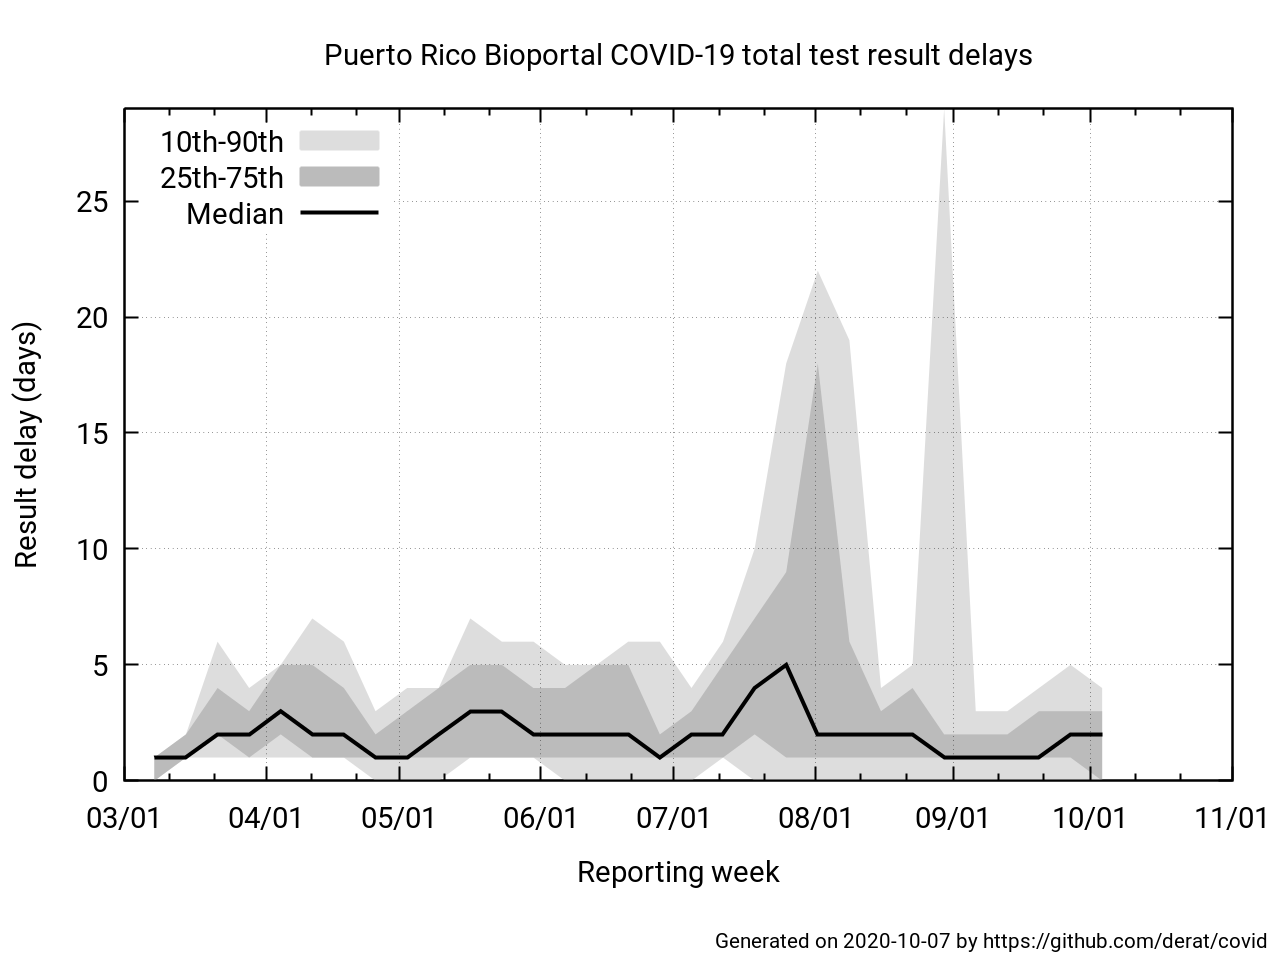 Puerto Rico Bioportal COVID-19 total test result delays
10th-90th
25th-75th
Median
25
20
15
10
5
0
Result delay (days)
03/01 04/01 05/01 06/01 07/01 08/01 09/01 10/01 11/01
Reporting week
Generated on 2020-10-07 by https://github.com/derat/covid